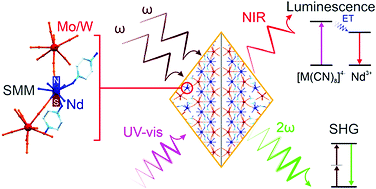 Mo/W
SMM
N
S
Nd
ω
ω
UV-vis
NIR
2ω
Luminescence
ET
[M(CN)₈]⁴⁻
Nd³⁺
SHG